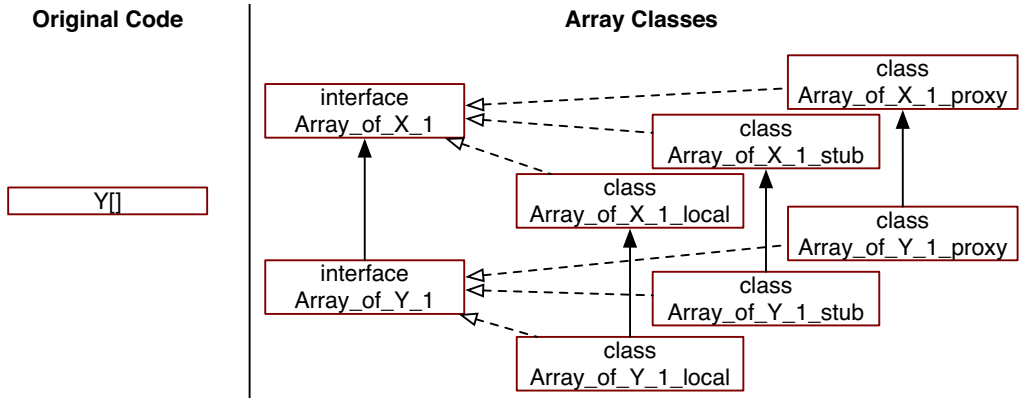 Original Code
Array Classes
class
Array_of_X_1_proxy
interface
Array_of_X_1
class
Array_of_X_1_stub
class
Array_of_X_1_local
Y[]
class
Array_of_Y_1_proxy
interface
Array_of_Y_1
class
Array_of_Y_1_stub
class
Array_of_Y_1_local